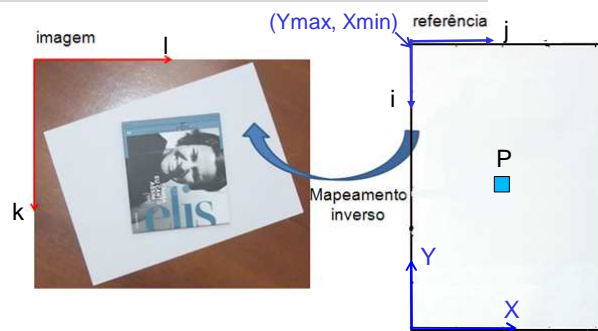 imagem
l
k
elis
(Ymax, Xmin)
referência
j
i
P
Mapeamento
inverso
Y
X